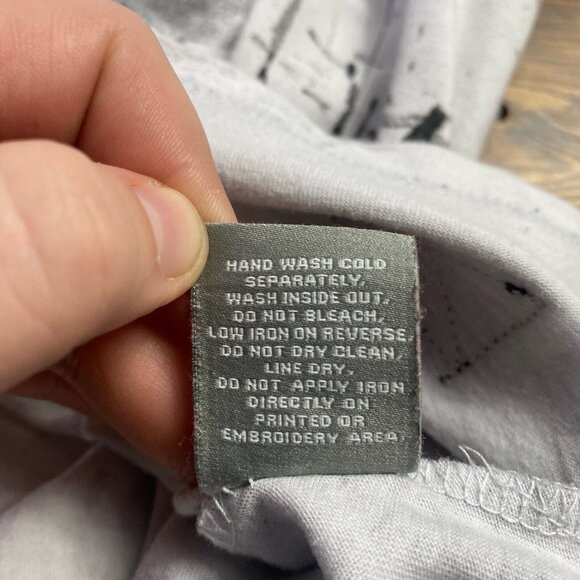 HAND WASH COLD
SEPARATELY,
WASH INSIDE OUT,
DO NOT BLEACH,
LOW IRON ON REVERSE.
DO NOT DRY CLEAN,
LINE DRY.
DO NOT APPLY IRON
DIRECTLY ON
PRINTED OR
EMBROIDERY AREA.